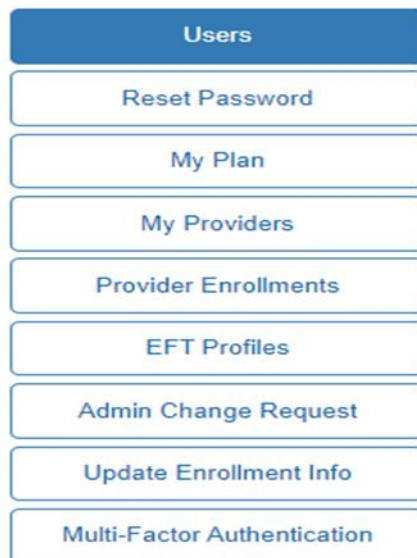 Users
Reset Password
My Plan
My Providers
Provider Enrollments
EFT Profiles
Admin Change Request
Update Enrollment Info
Multi-Factor Authentication